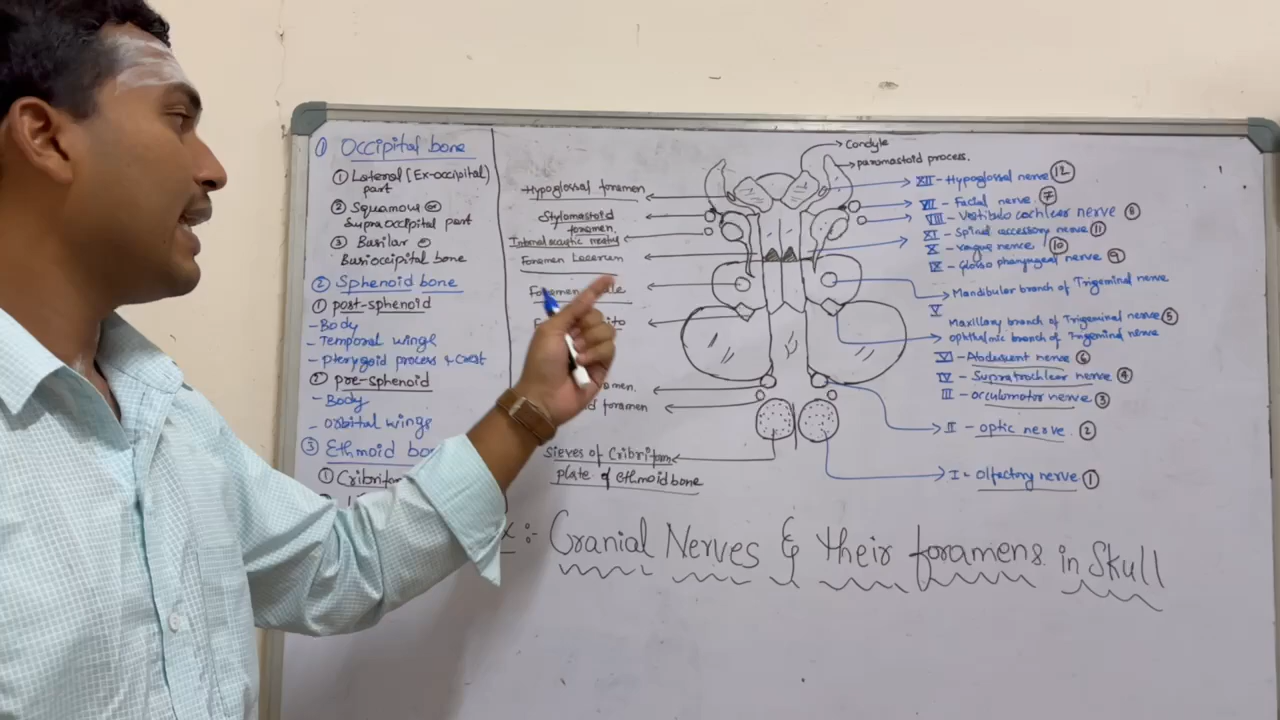 ① Occipital bone
① Lateral [Ex-occipital)
part
② Squamous or
Supraoccipital part
③ Basilar or
Basioccipital bone
② Sphenoid bone
① post-sphenoid
- Body
- Temporal wings
- pterygoid process & crest
② pre-sphenoid
- Body
- orbital wings
③ Ethmoid bo
① Cribrifor
Hypoglossal foramen
Stylomastoid
foramen.
Internal acoustic meatus
Foramen Lacerum
Foramen
amen.
d foramen
Sieves of Cribriform
plate of ethmoid bone
Condyle
paramastoid process.
XII - Hypoglossal nerve ⑫
VII - Facial nerve. ⑦
VIII - Vestibulo cochlear nerve ⑧
XI - Spinal accessory nerve ⑪
X - vagus nerve ⑩
IX - Glosso pharyngeal nerve ⑨
Mandibular branch of Trigeminal nerve
V
Maxillary branch of Trigeminal nerve ⑤
ophthalmic branch of Trigeminal nerve
VI - Abducent nerve ⑥
IV - Supratrochlear nerve ④
III - occulomotor nerve ③
II - optic nerve. ②
I - Olfactory nerve ①
x :- Cranial Nerves & their foramens in Skull